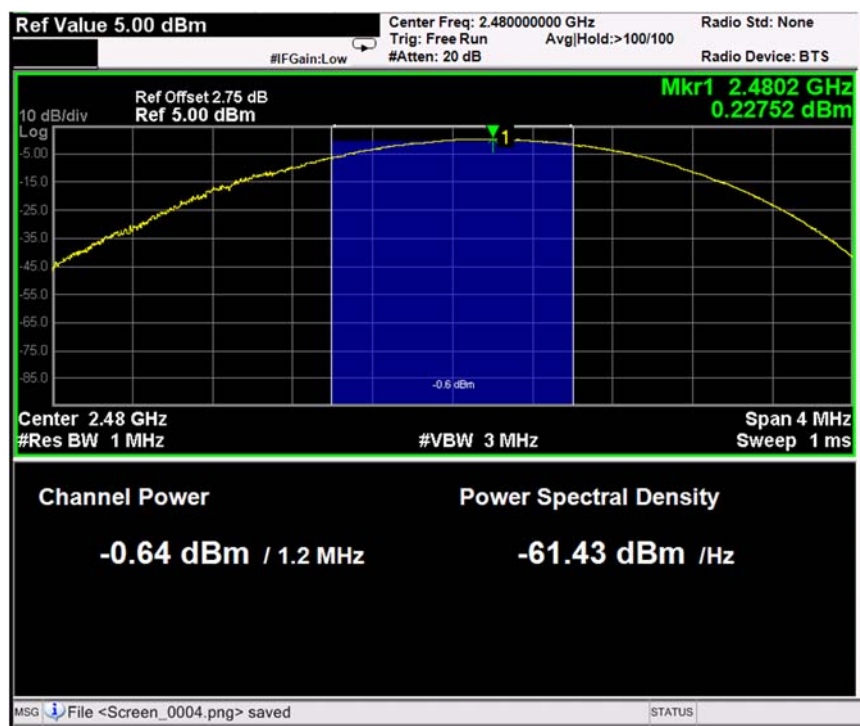 Ref Value 5.00 dBm
Center Freq: 2.480000000 GHz
Radio Std: None
Trig: Free Run
Avg|Hold:>100/100
#IFGain:Low
#Atten: 20 dB
Radio Device: BTS
Mkr1 2.4802 GHz
0.22752 dBm
Ref Offset 2.75 dB
10 dB/div
Ref 5.00 dBm
Log
1
-5.00
-15.0
-25.0
-35.0
-45.0
-55.0
-65.0
-75.0
-85.0
-0.6 dBm
Center 2.48 GHz
Span 4 MHz
#Res BW 1 MHz
#VBW 3 MHz
Sweep 1 ms
Channel Power
Power Spectral Density
-0.64 dBm / 1.2 MHz
-61.43 dBm /Hz
MSG
File <Screen_0004.png> saved
STATUS